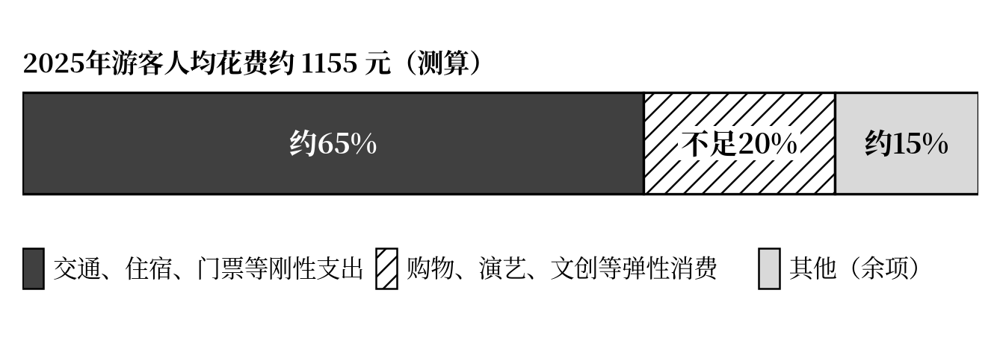 2025年游客人均花费约 1155 元（测算）
约65% 不足20% 约15%
交通、住宿、门票等刚性支出 购物、演艺、文创等弹性消费 其他（余项）